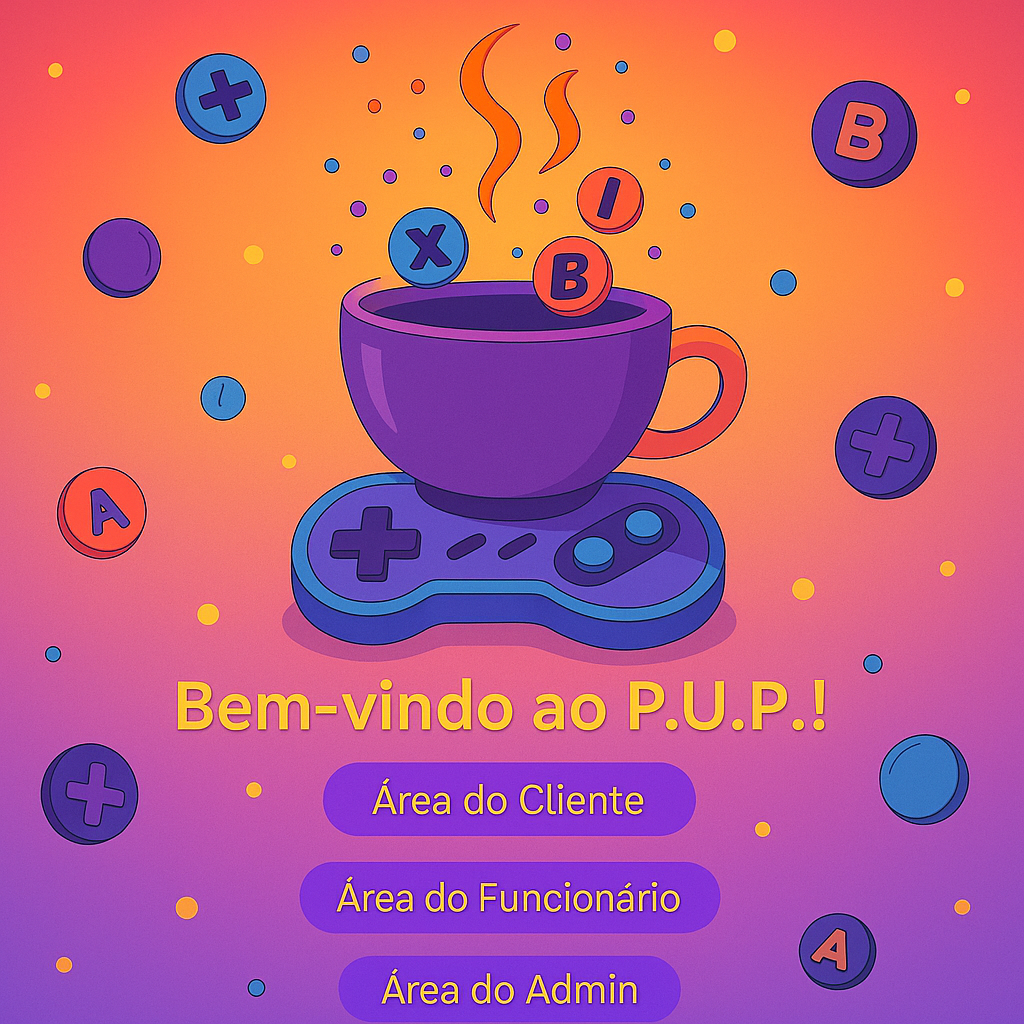 B
I
X
B
A
Bem-vindo ao P.U.P.!
Área do Cliente
Área do Funcionário
Área do Admin
A